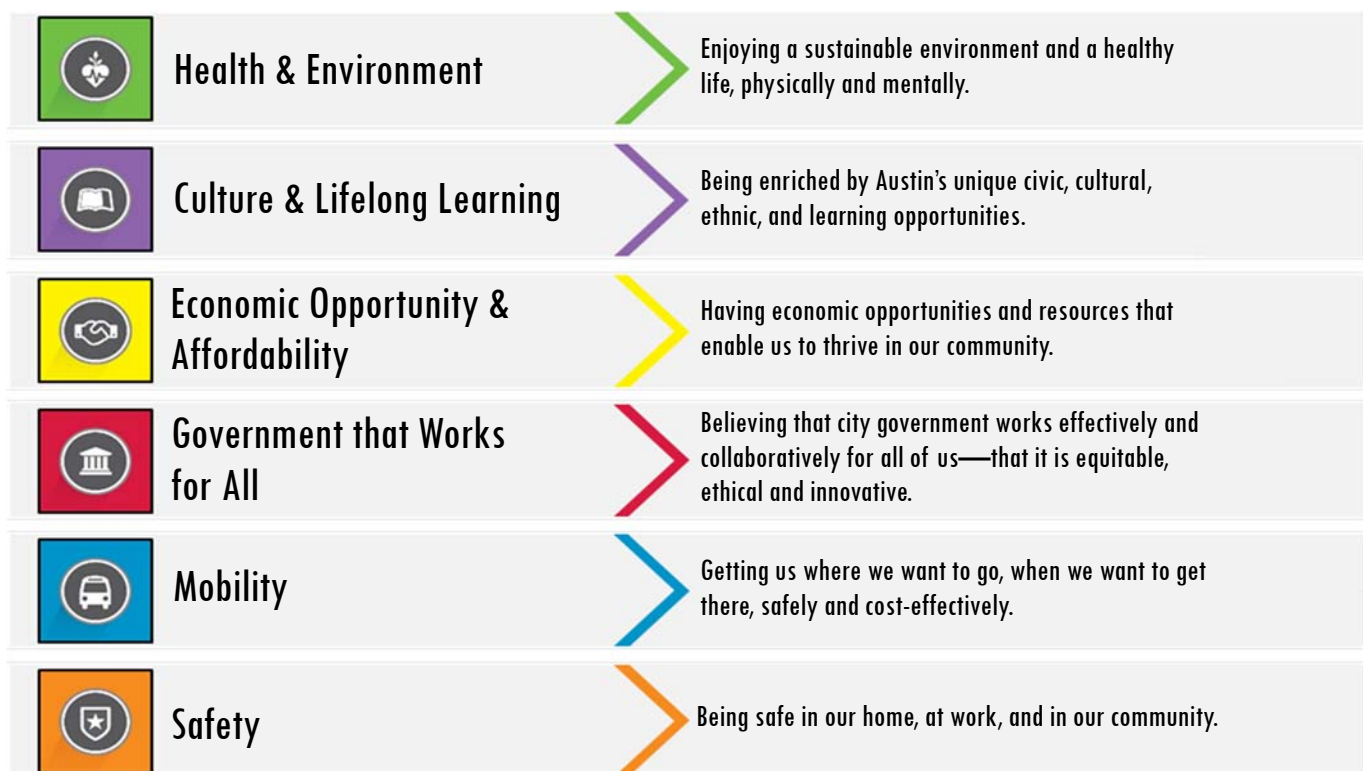 Health & Environment
Enjoying a sustainable environment and a healthy
life, physically and mentally.
Culture & Lifelong Learning
Being enriched by Austin's unique civic, cultural,
ethnic, and learning opportunities.
Economic Opportunity &
Affordability
Having economic opportunities and resources that
enable us to thrive in our community.
Government that Works
for All
Believing that city government works effectively and
collaboratively for all of us—that it is equitable,
ethical and innovative.
Mobility
Getting us where we want to go, when we want to get
there, safely and cost-effectively.
Safety
Being safe in our home, at work, and in our community.